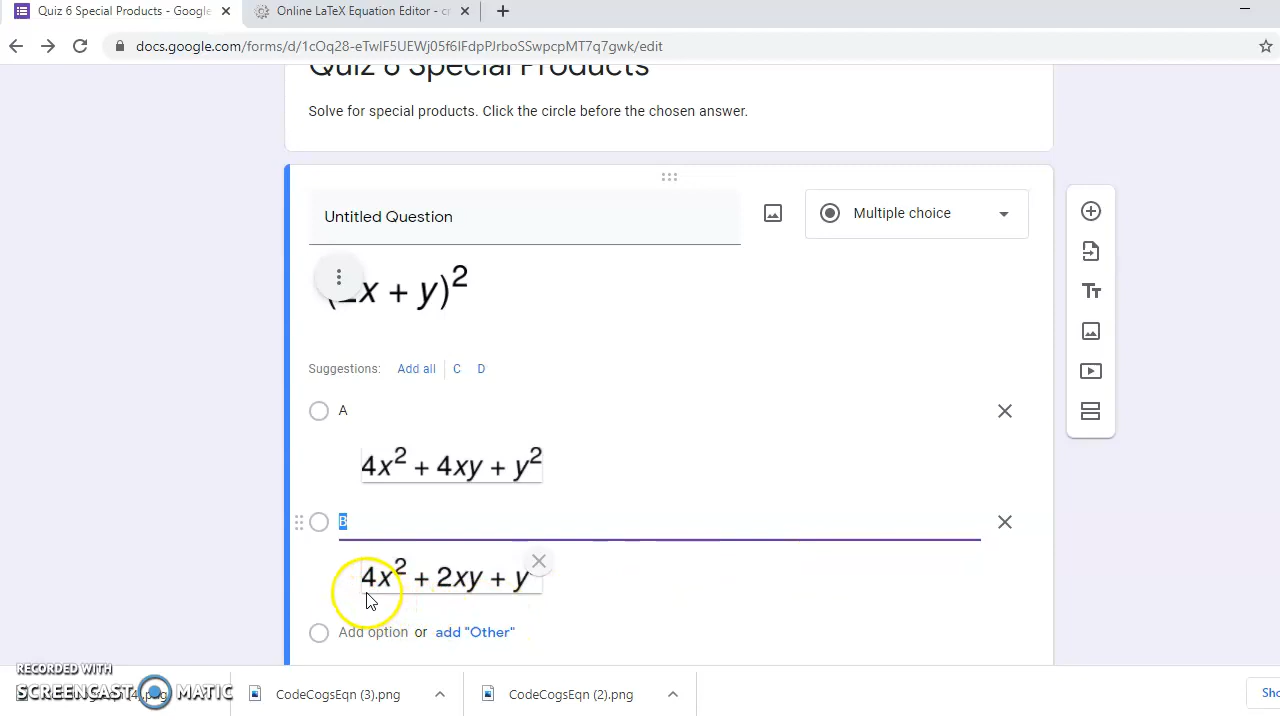 Quiz 6 Special Products - Google
Online LaTeX Equation Editor - c
docs.google.com/forms/d/1cOq28-eTwIF5UEWj05f6IFdpPJrboSSwpcpMT7q7gwk/edit
Quiz 6 Special Products
Solve for special products. Click the circle before the chosen answer.
Untitled Question
Multiple choice
x + y)²
Suggestions: Add all C D
A
4x² + 4xy + y²
B
4x² + 2xy + y
Add option or add "Other"
RECORDED WITH
SCREENCAST MATIC
CodeCogsEqn (3).png
CodeCogsEqn (2).png
Sho